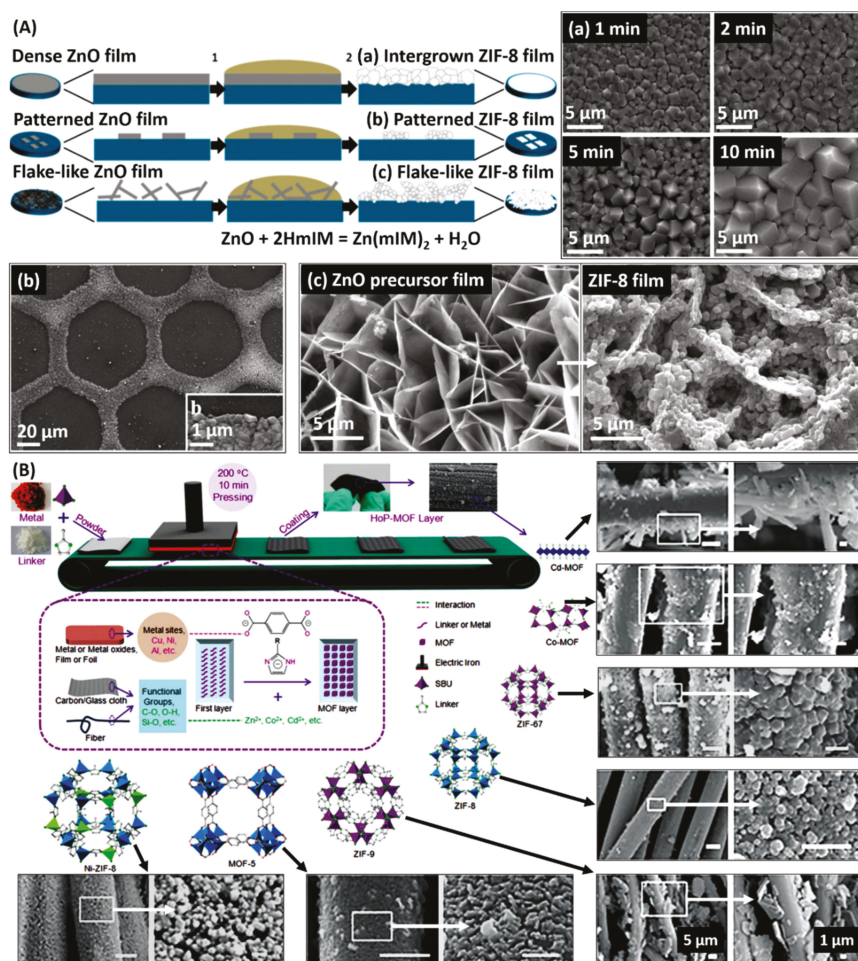 (A)
Dense ZnO film
1
2
(a) Intergrown ZIF-8 film
Patterned ZnO film
(b) Patterned ZIF-8 film
Flake-like ZnO film
(c) Flake-like ZIF-8 film
ZnO + 2HmIM = Zn(mIM)₂ + H₂O
(a) 1 min
5 µm
2 min
5 µm
5 min
5 µm
10 min
5 µm
(b)
20 µm
b
1 µm
(c) ZnO precursor film
5 µm
ZIF-8 film
5 µm
(B)
Metal
+
Linker
Powder
200 °C
10 min
Pressing
Coating
HoP-MOF Layer
Cd-MOF
Co-MOF
ZIF-67
ZIF-8
ZIF-9
MOF-5
Ni-ZIF-8
Metal or Metal oxides,
Film or Foil
Metal sites,
Cu, Ni,
Al, etc.
Carbon/Glass cloth
Fiber
Functional
Groups,
C-O, O-H,
Si-O, etc.
O
O
O
O
R
N
NH
First layer
+
MOF layer
Zn²⁺, Co²⁺, Cd²⁺, etc.
Interaction
Linker or Metal
MOF
Electric Iron
SBU
Linker
5 µm
1 µm